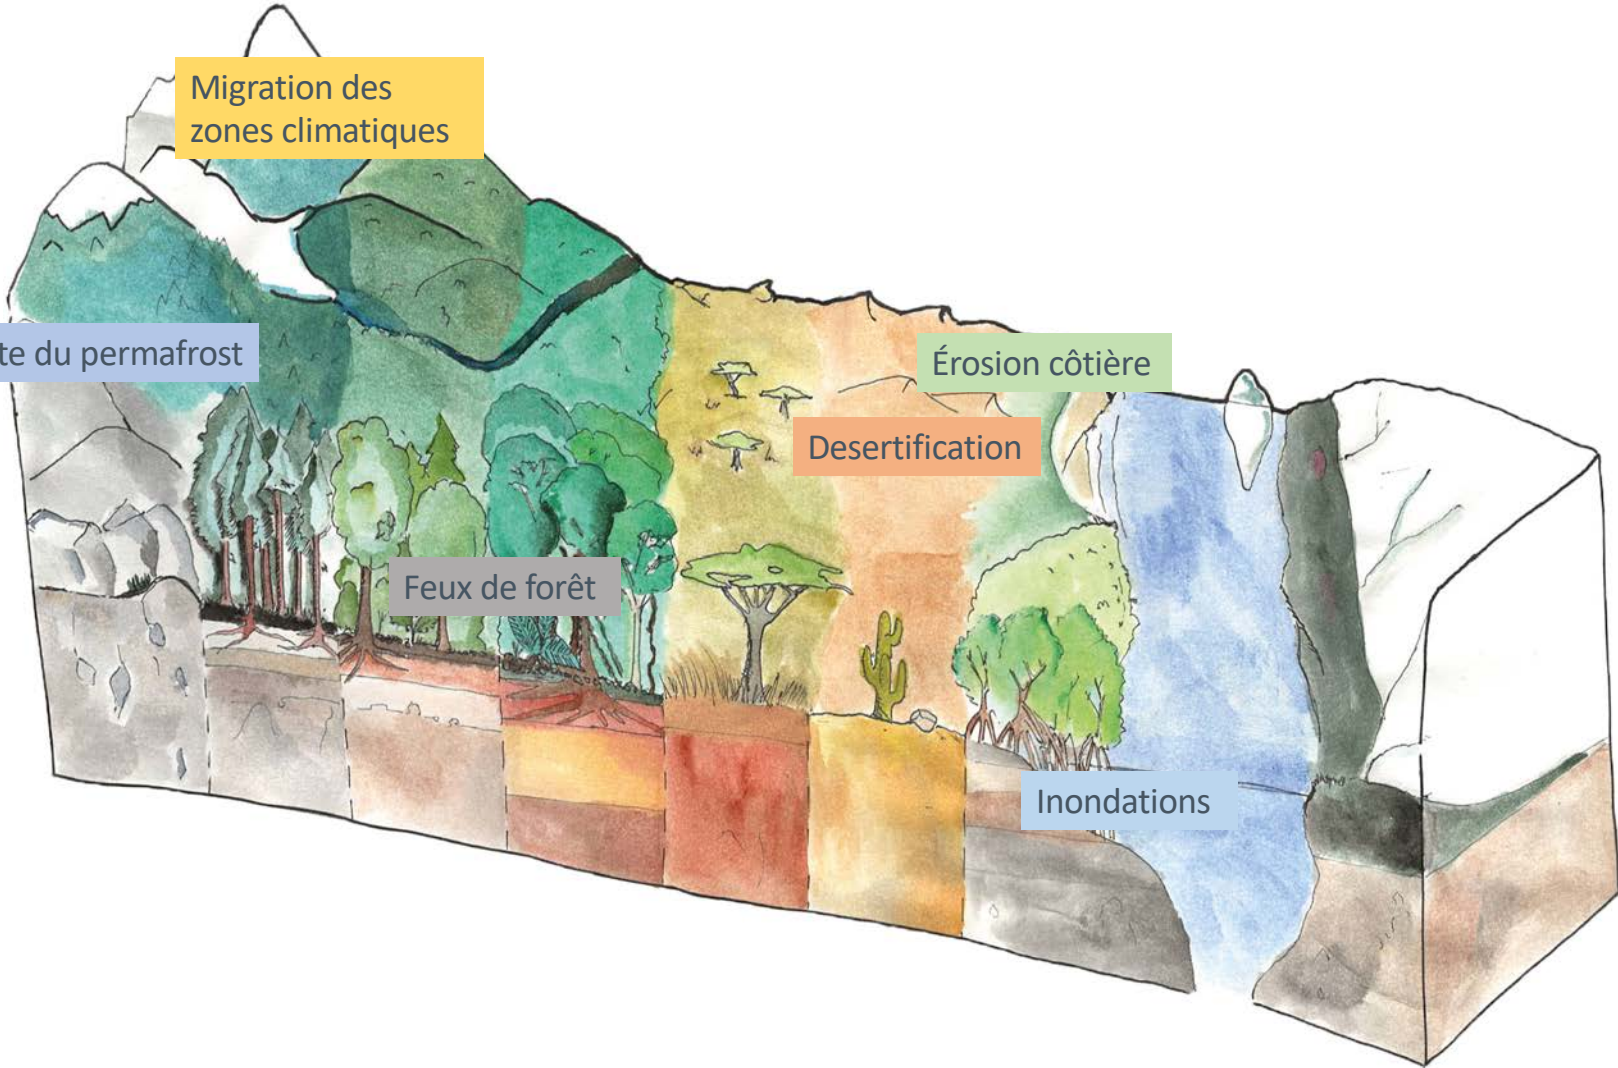 Migration des
zones climatiques
te du permafrost
Érosion côtière
Desertification
Feux de forêt
Inondations